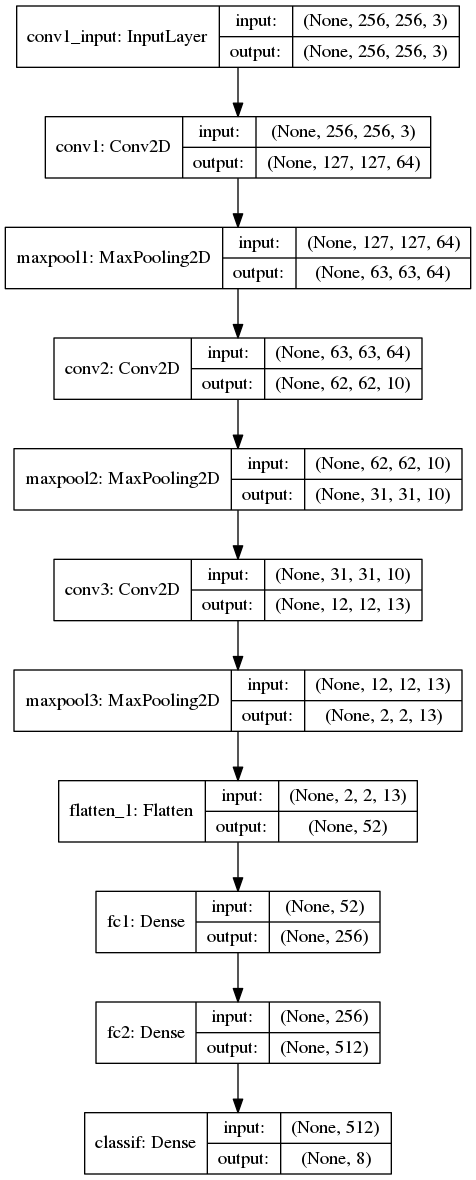 conv1_input: InputLayer
input: (None, 256, 256, 3)
output: (None, 256, 256, 3)
conv1: Conv2D
input: (None, 256, 256, 3)
output: (None, 127, 127, 64)
maxpool1: MaxPooling2D
input: (None, 127, 127, 64)
output: (None, 63, 63, 64)
conv2: Conv2D
input: (None, 63, 63, 64)
output: (None, 62, 62, 10)
maxpool2: MaxPooling2D
input: (None, 62, 62, 10)
output: (None, 31, 31, 10)
conv3: Conv2D
input: (None, 31, 31, 10)
output: (None, 12, 12, 13)
maxpool3: MaxPooling2D
input: (None, 12, 12, 13)
output: (None, 2, 2, 13)
flatten_1: Flatten
input: (None, 2, 2, 13)
output: (None, 52)
fc1: Dense
input: (None, 52)
output: (None, 256)
fc2: Dense
input: (None, 256)
output: (None, 512)
classif: Dense
input: (None, 512)
output: (None, 8)